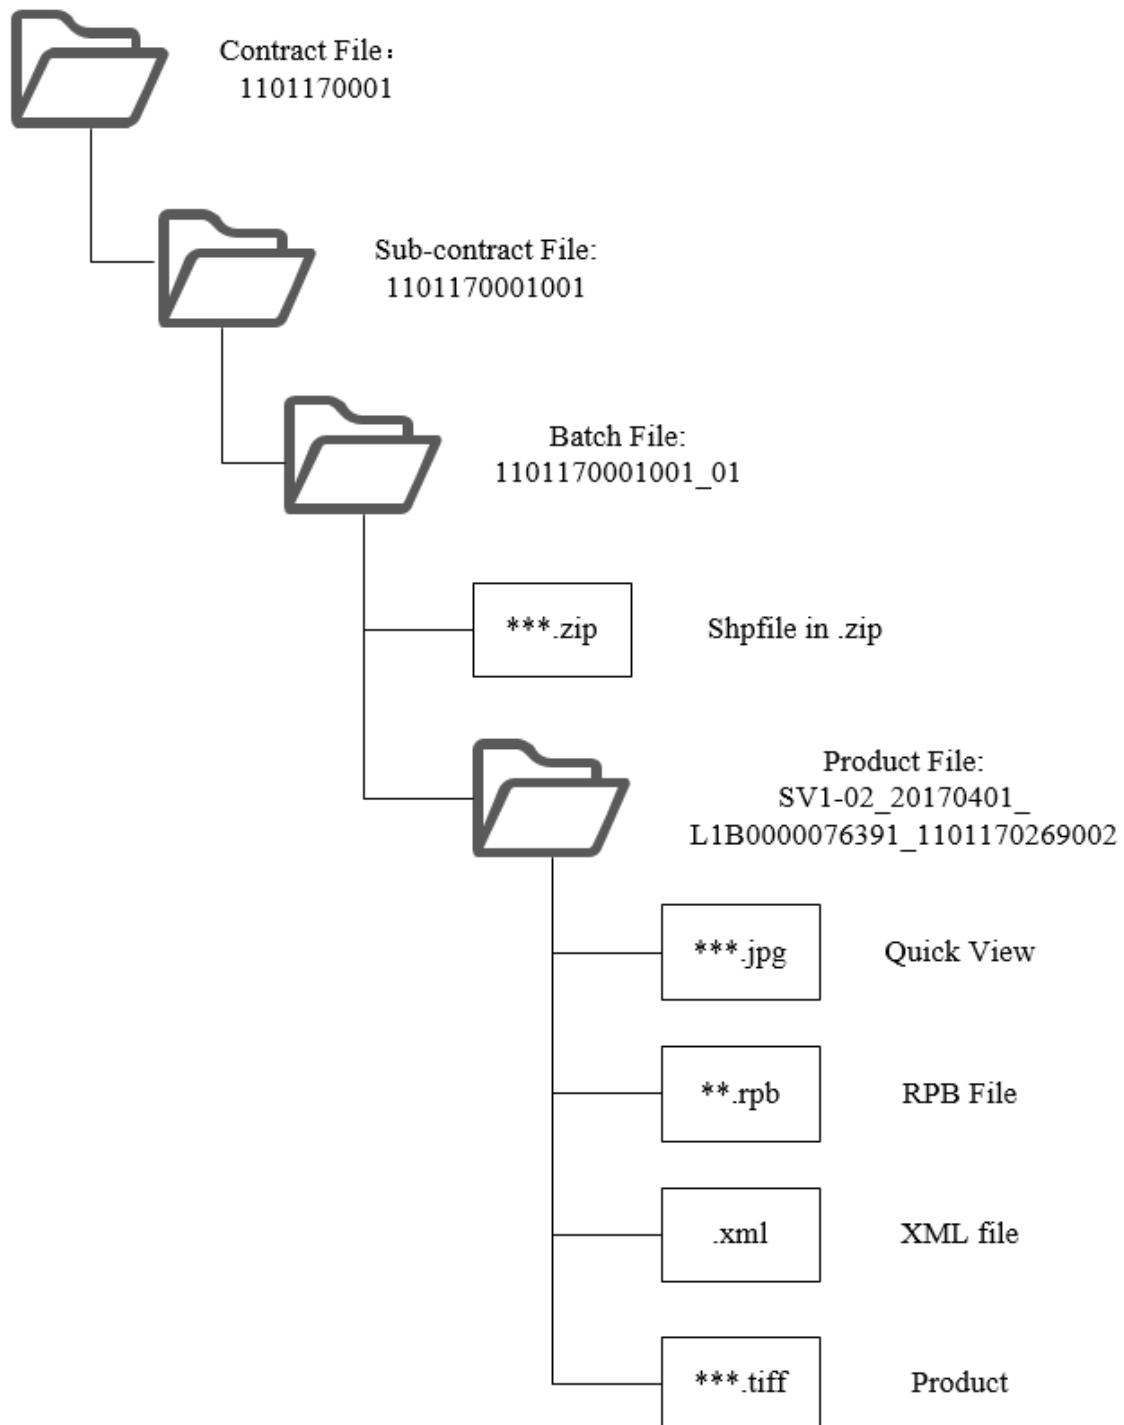 Contract File：
1101170001
Sub-contract File:
1101170001001
Batch File:
1101170001001_01
***.zip
Shpfile in .zip
Product File:
SV1-02_20170401_
L1B0000076391_1101170269002
***.jpg
Quick View
**.rpb
RPB File
.xml
XML file
***.tiff
Product